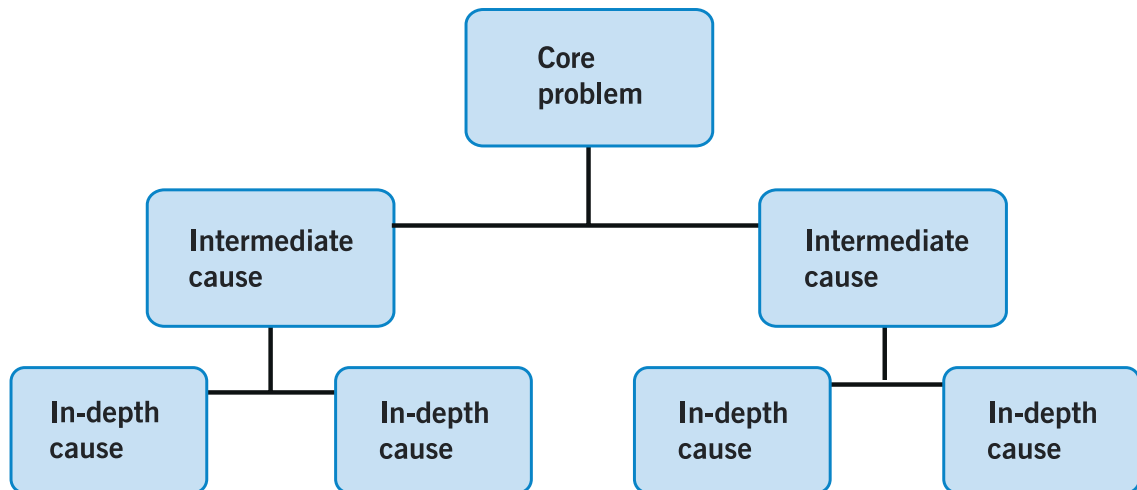 Core
problem
Intermediate
cause
Intermediate
cause
In-depth
cause
In-depth
cause
In-depth
cause
In-depth
cause